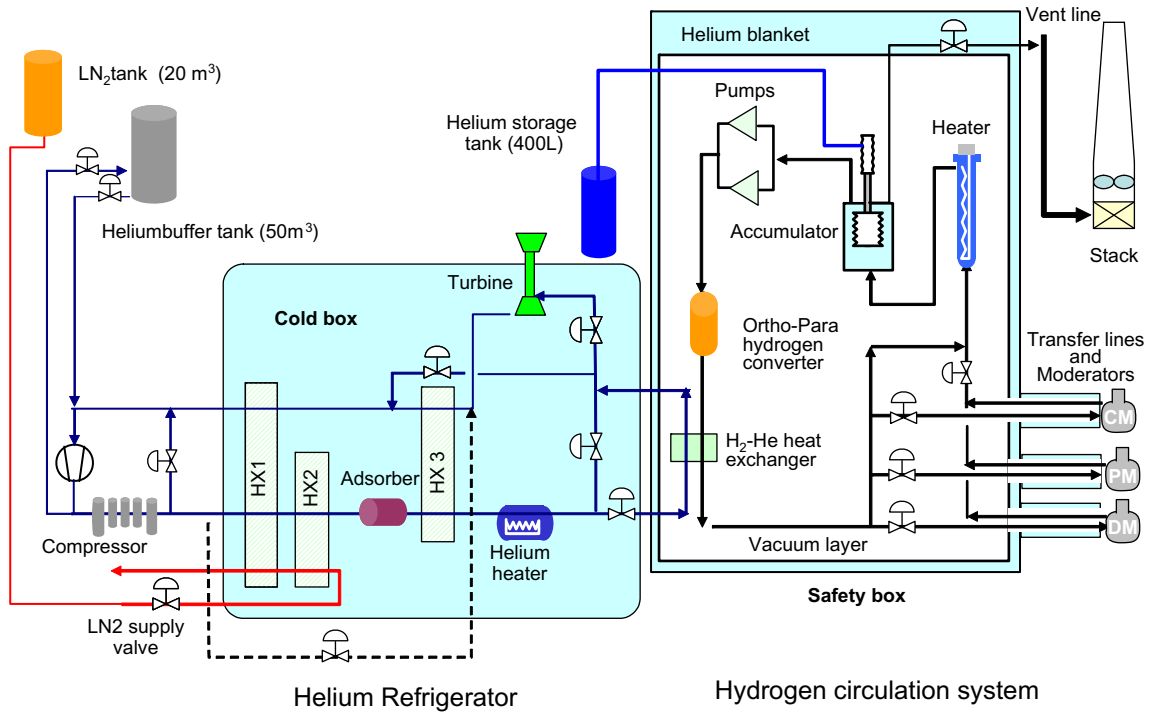 Vent line
Helium blanket
LN2tank (20 m3)
Pumps
Helium storage
tank (400L)
Heater
Heliumbuffer tank (50m3)
Accumulator
Stack
Turbine
Cold box
Ortho-Para
hydrogen
converter
Transfer lines
and
Moderators
CM
H2-He heat
exchanger
HX1
HX2
Adsorber
HX 3
PM
DM
Compressor
Helium
heater
Vacuum layer
Safety box
LN2 supply
valve
Helium Refrigerator
Hydrogen circulation system